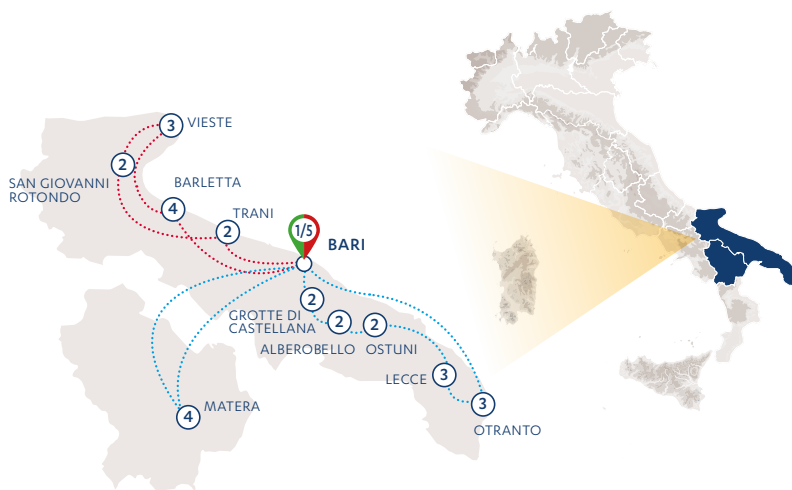 3
VIESTE
2
SAN GIOVANNI
ROTONDO
BARLETTA
4
TRANI
2
1/5
BARI
2
GROTTE DI
CASTELLANA
2
ALBEROBELLO
2
OSTUNI
3
LECCE
3
OTRANTO
4
MATERA